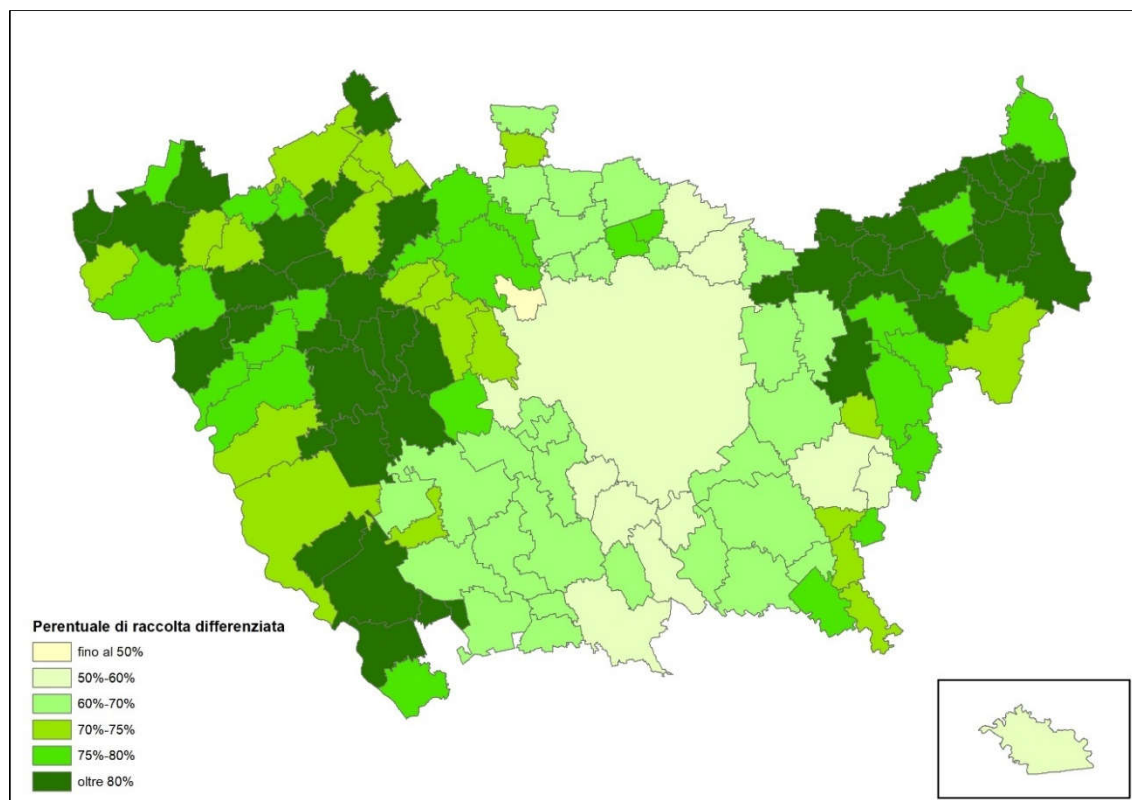 Perentuale di raccolta differenziata
fino al 50%
50%-60%
60%-70%
70%-75%
75%-80%
oltre 80%